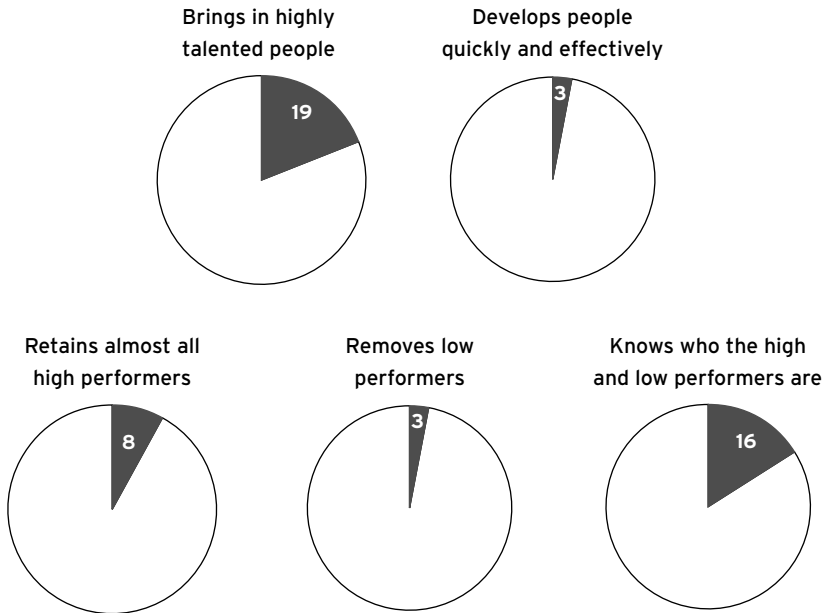 Brings in highly
talented people
19
Develops people
quickly and effectively
3
Retains almost all
high performers
8
Removes low
performers
3
Knows who the high
and low performers are
16